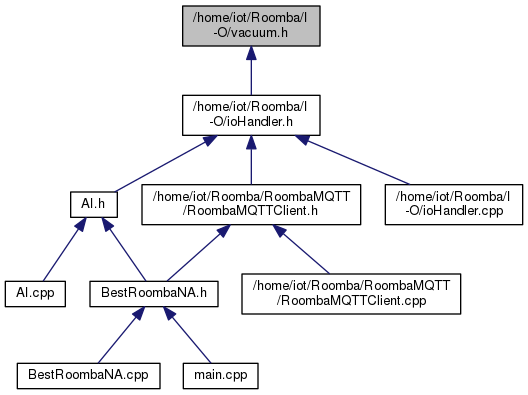 /home/iot/Roomba/I
-O/vacuum.h
/home/iot/Roomba/I
-O/ioHandler.h
AI.h
/home/iot/Roomba/RoombaMQTT
/RoombaMQTTClient.h
/home/iot/Roomba/I
-O/ioHandler.cpp
AI.cpp
BestRoombaNA.h
/home/iot/Roomba/RoombaMQTT
/RoombaMQTTClient.cpp
BestRoombaNA.cpp
main.cpp